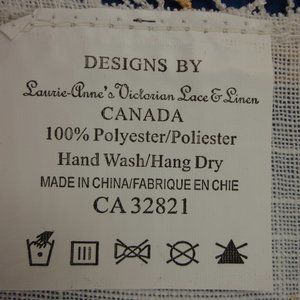 DESIGNS BY
Laurie-Anne's Victorian Lace & Linen
CANADA
100% Polyester/Poliester
Hand Wash/Hang Dry
MADE IN CHINA/FABRIQUE EN CHIE
CA 32821